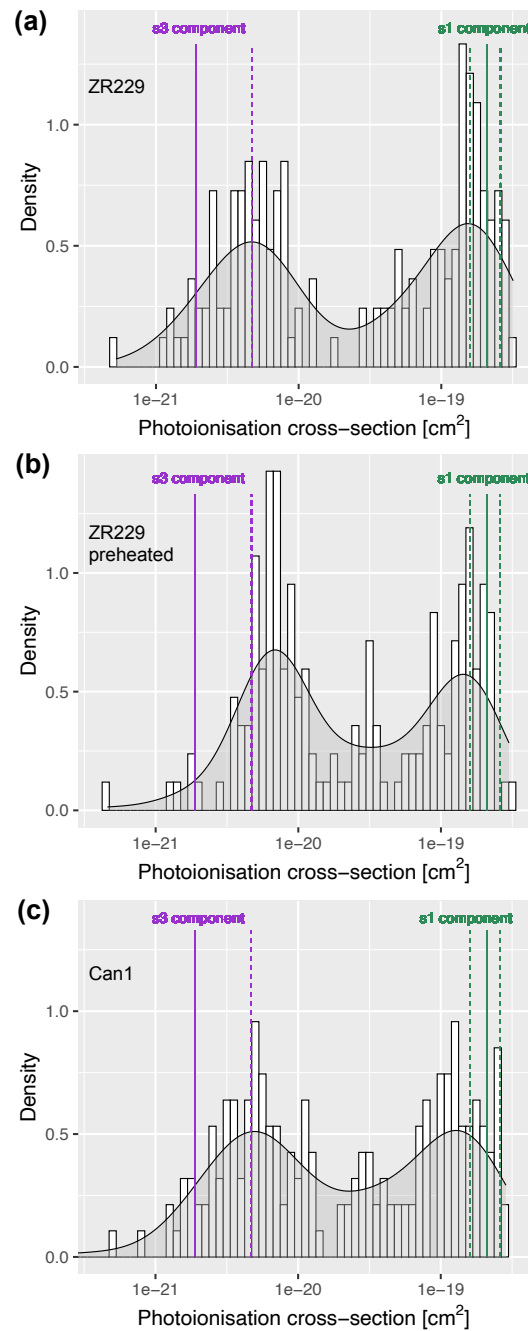 (a)
s3 component
s1 component
ZR229
Density
1.0
0.5
0.0
1e-21
1e-20
1e-19
Photoionisation cross-section [cm²]
(b)
s3 component
s1 component
ZR229
preheated
Density
1.0
0.5
0.0
1e-21
1e-20
1e-19
Photoionisation cross-section [cm²]
(c)
s3 component
s1 component
Can1
Density
1.0
0.5
0.0
1e-21
1e-20
1e-19
Photoionisation cross-section [cm²]